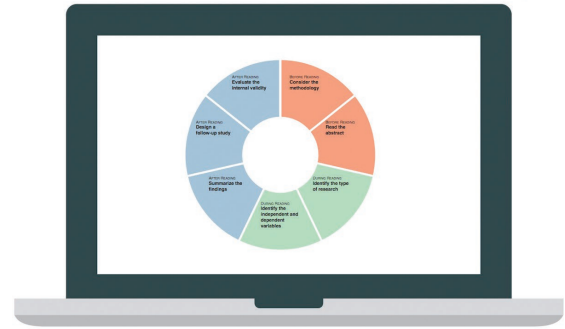 BEFORE READING:
Consider the
methodology
BEFORE READING:
Read the
abstract
DURING READING:
Identify the type
of research
DURING READING:
Identify the
independent and
dependent
variables
AFTER READING:
Summarize the
findings
AFTER READING:
Design a
follow-up study
AFTER READING:
Evaluate the
internal validity